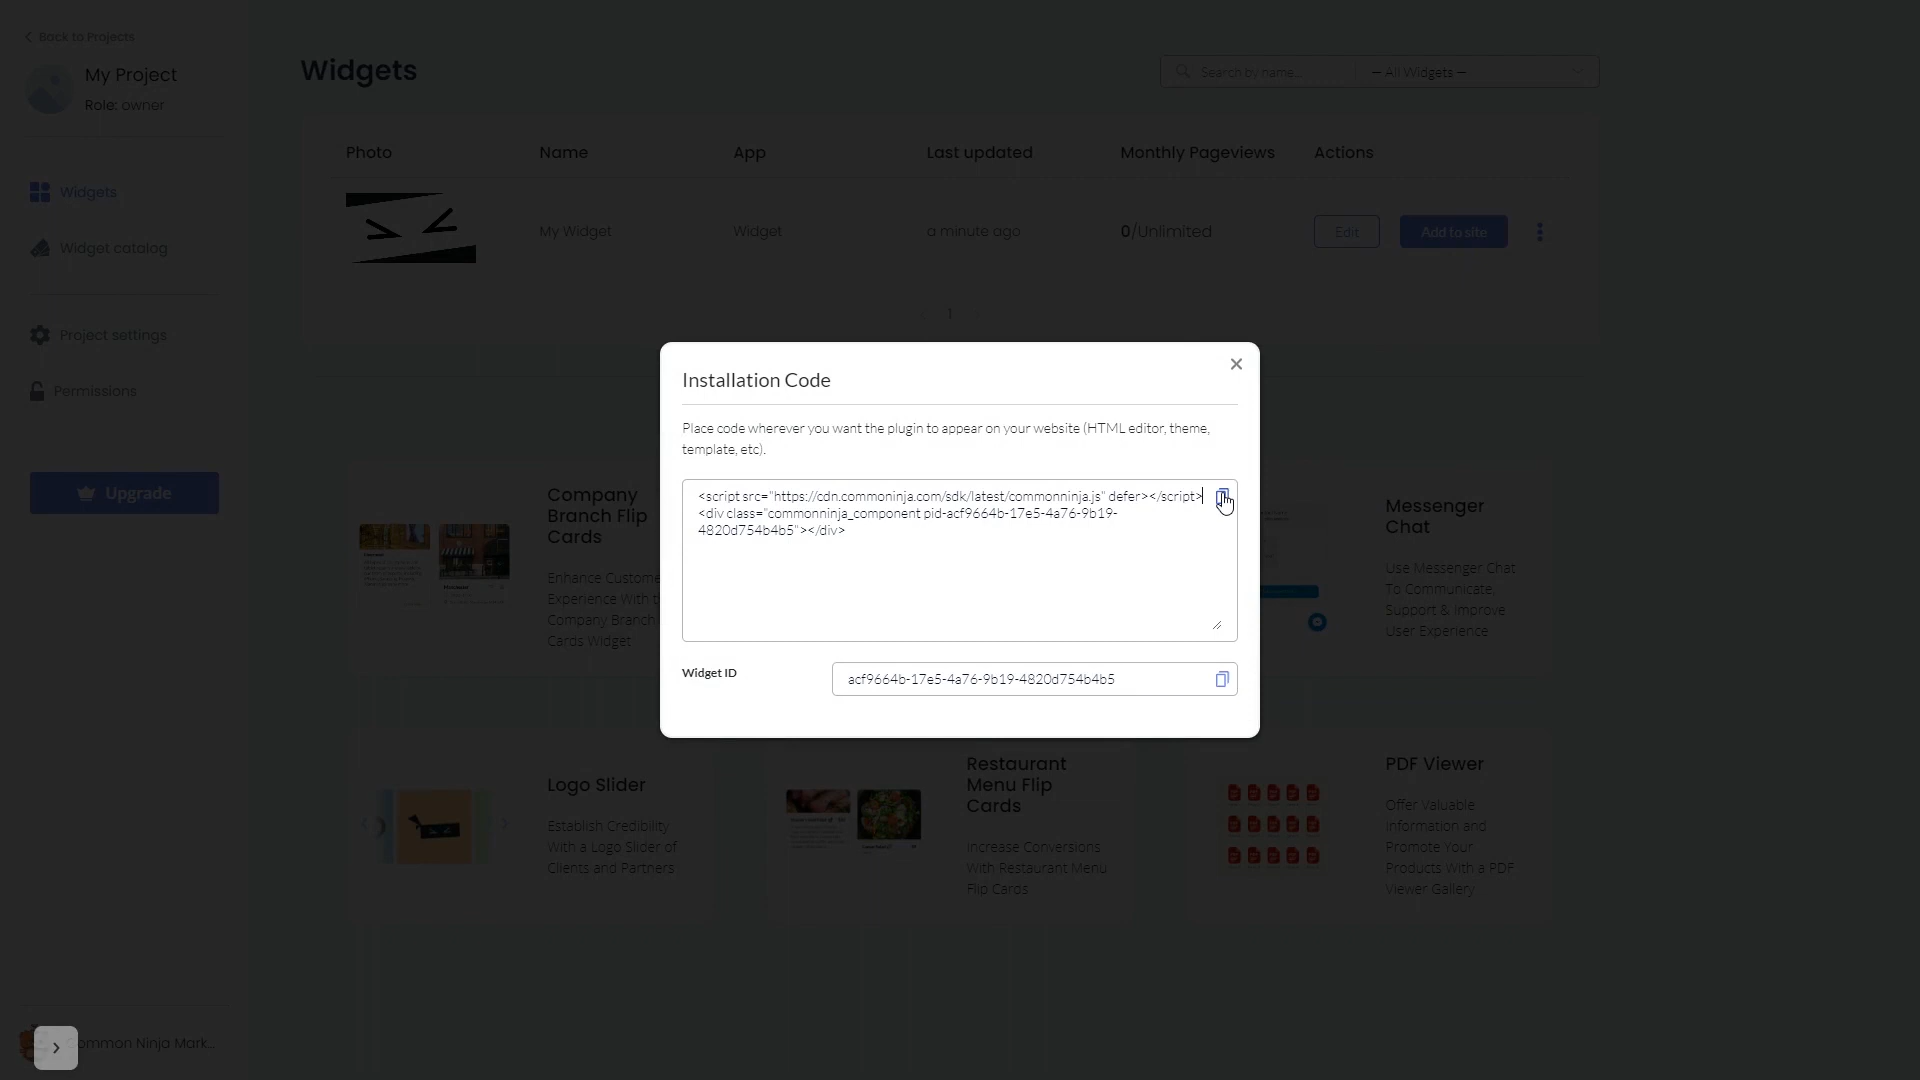 Back to Projects
My Project
Role: owner
Widgets
Widget catalog
Project settings
Permissions
Upgrade
Common Ninja Mark...
Widgets
Search by name...
— All Widgets —
Photo Name App Last updated Monthly Pageviews Actions
My Widget Widget a minute ago 0/Unlimited Edit Add to site
1
Installation Code
Place code wherever you want the plugin to appear on your website (HTML editor, theme,
template, etc).
<script src="https://cdn.commoninja.com/sdk/latest/commonninja.js" defer></script>
<div class="commonninja_component pid-acf9664b-17e5-4a76-9b19-
4820d754b4b5"></div>
Widget ID
acf9664b-17e5-4a76-9b19-4820d754b4b5
Company
Branch Flip
Cards
Enhance Custome
Experience With t
Company Branch
Cards Widget
Messenger
Chat
Use Messenger Chat
To Communicate,
Support & Improve
User Experience
Logo Slider
Establish Credibility
With a Logo Slider of
Clients and Partners
Restaurant
Menu Flip
Cards
Increase Conversions
With Restaurant Menu
Flip Cards
PDF Viewer
Offer Valuable
Information and
Promote Your
Products With a PDF
Viewer Gallery